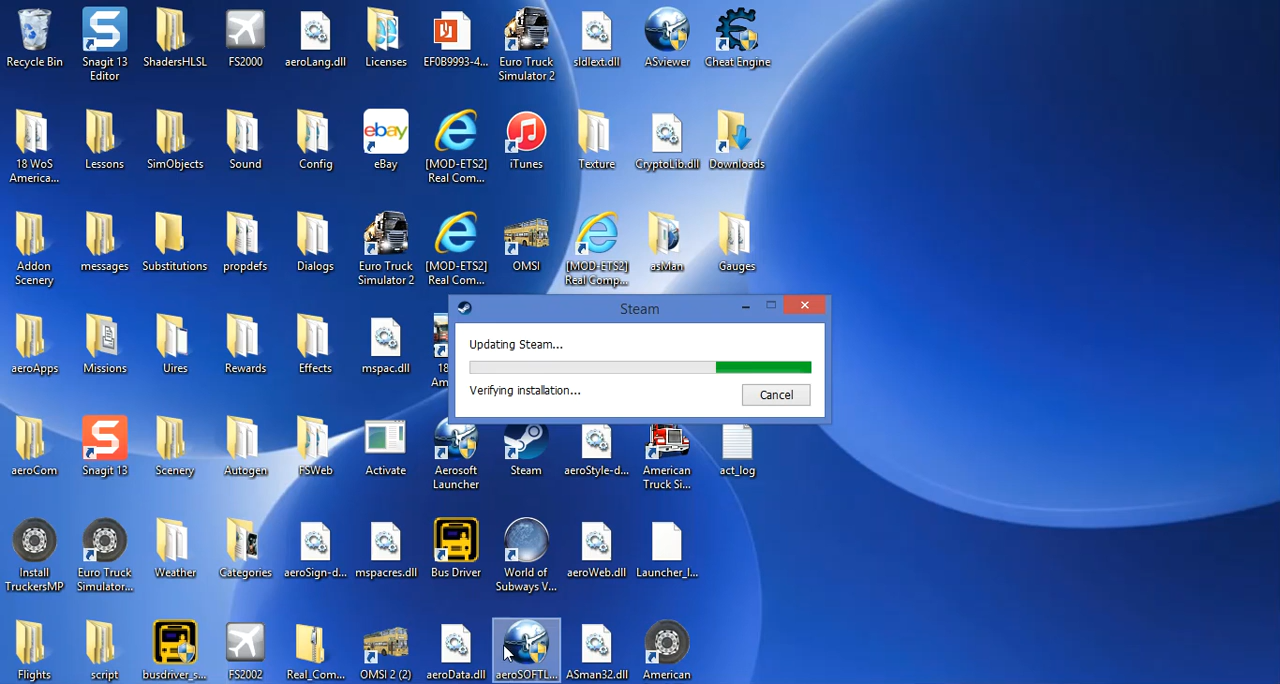 Recycle Bin
Snagit 13
Editor
ShadersHLSL
FS2000
aeroLang.dll
Licenses
EF0B9993-4...
Euro Truck
Simulator 2
sldlext.dll
ASviewer
Cheat Engine
18 WoS
America...
Lessons
SimObjects
Sound
Config
ebay
eBay
[MOD-ETS2]
Real Com...
iTunes
Texture
CryptoLib.dll
Downloads
Addon
Scenery
messages
Substitutions
propdefs
Dialogs
Euro Truck
Simulator 2
[MOD-ETS2]
Real Com...
OMSI
[MOD-ETS2]
Real Comp...
asMan
Gauges
Steam
Updating Steam...
Verifying installation...
Cancel
aeroApps
Missions
Uires
Rewards
Effects
mspac.dll
18
Am
aeroCom
Snagit 13
Scenery
Autogen
FSWeb
Activate
Aerosoft
Launcher
Steam
aeroStyle-d...
American
Truck Si...
act_log
Install
TruckersMP
Euro Truck
Simulator...
Weather
Categories
aeroSign-d...
mspacres.dll
Bus Driver
World of
Subways V...
aeroWeb.dll
Launcher_l...
Flights
script
busdriver_s...
FS2002
Real_Com...
OMSI 2 (2)
aeroData.dll
aeroSOFTL...
ASman32.dll
American